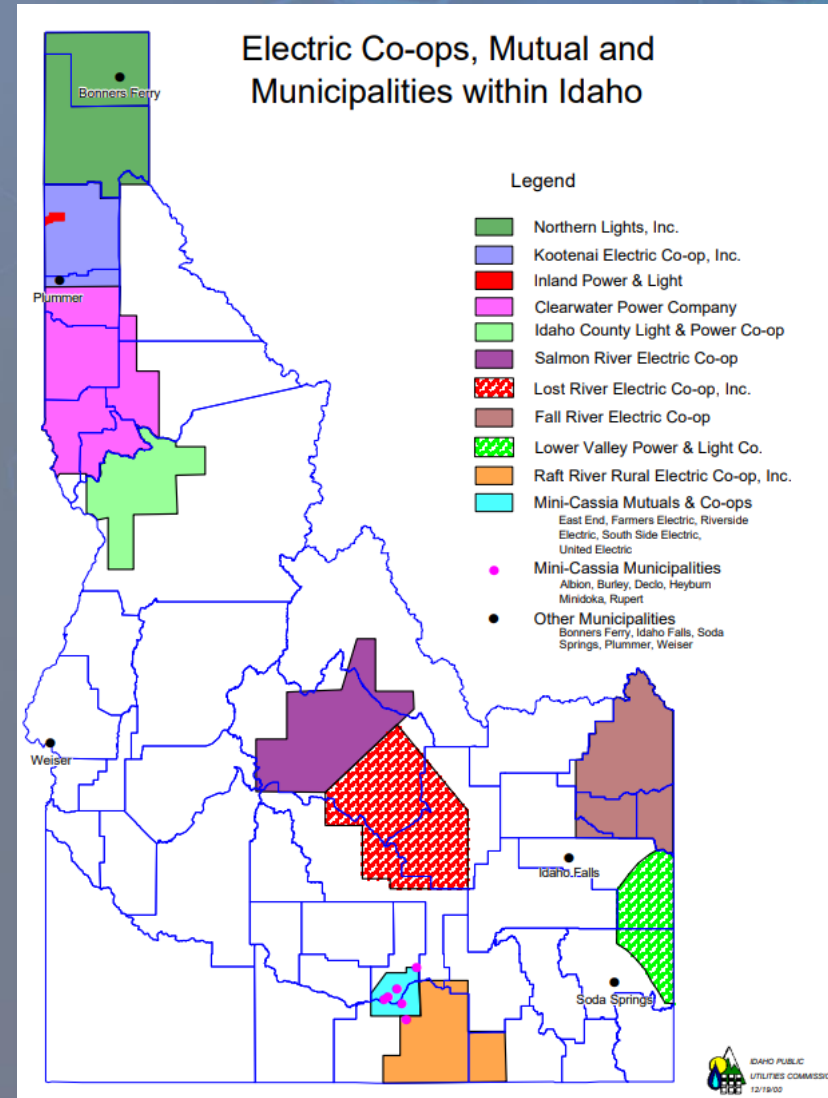 Electric Co-ops, Mutual and
Municipalities within Idaho
Bonners Ferry
Legend
Northern Lights, Inc.
Kootenai Electric Co-op, Inc.
Inland Power & Light
Plummer
Clearwater Power Company
Idaho County Light & Power Co-op
Salmon River Electric Co-op
Lost River Electric Co-op, Inc.
Fall River Electric Co-op
Lower Valley Power & Light Co.
Raft River Rural Electric Co-op, Inc.
Mini-Cassia Mutuals & Co-ops
East End, Farmers Electric, Riverside
Electric, South Side Electric,
United Electric
Mini-Cassia Municipalities
Albion, Burley, Declo, Heyburn
Minidoka, Rupert
Other Municipalities
Bonners Ferry, Idaho Falls, Soda
Springs, Plummer, Weiser
Weiser
Idaho Falls
Soda Springs
IDAHO PUBLIC
UTILITIES COMMISSIO
12/19/00